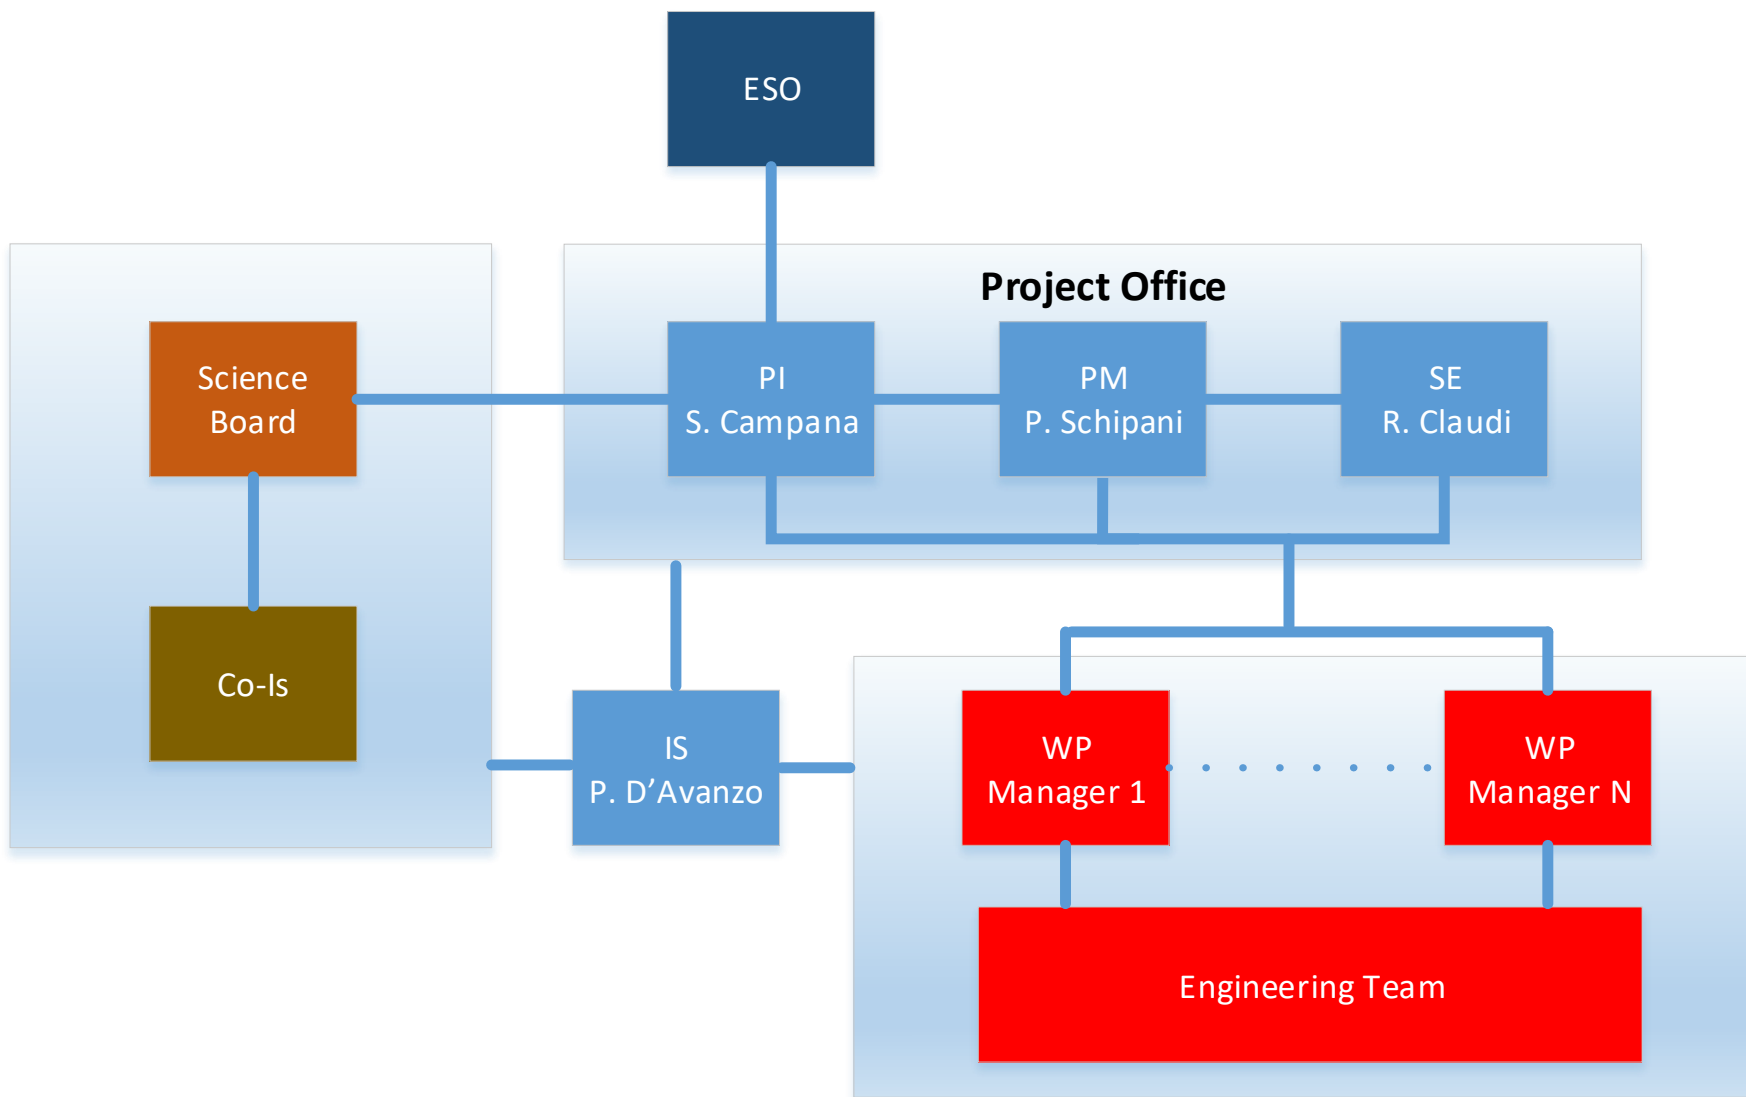 ESO
Project Office
Science
Board
PI
S. Campana
PM
P. Schipani
SE
R. Claudi
Co-Is
IS
P. D’Avanzo
WP
Manager 1
WP
Manager N
Engineering Team